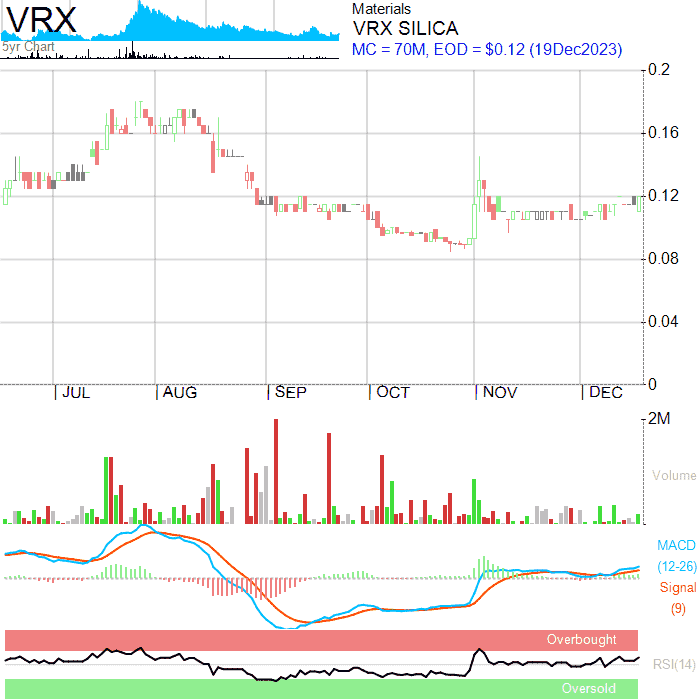 VRX
5yr Chart
Materials
VRX SILICA
MC = 70M, EOD = $0.12 (19Dec2023)
0.2
0.16
0.12
0.08
0.04
0
JUL
AUG
SEP
OCT
NOV
DEC
2M
Volume
MACD
(12-26)
Signal
(9)
Overbought
RSI(14)
Oversold